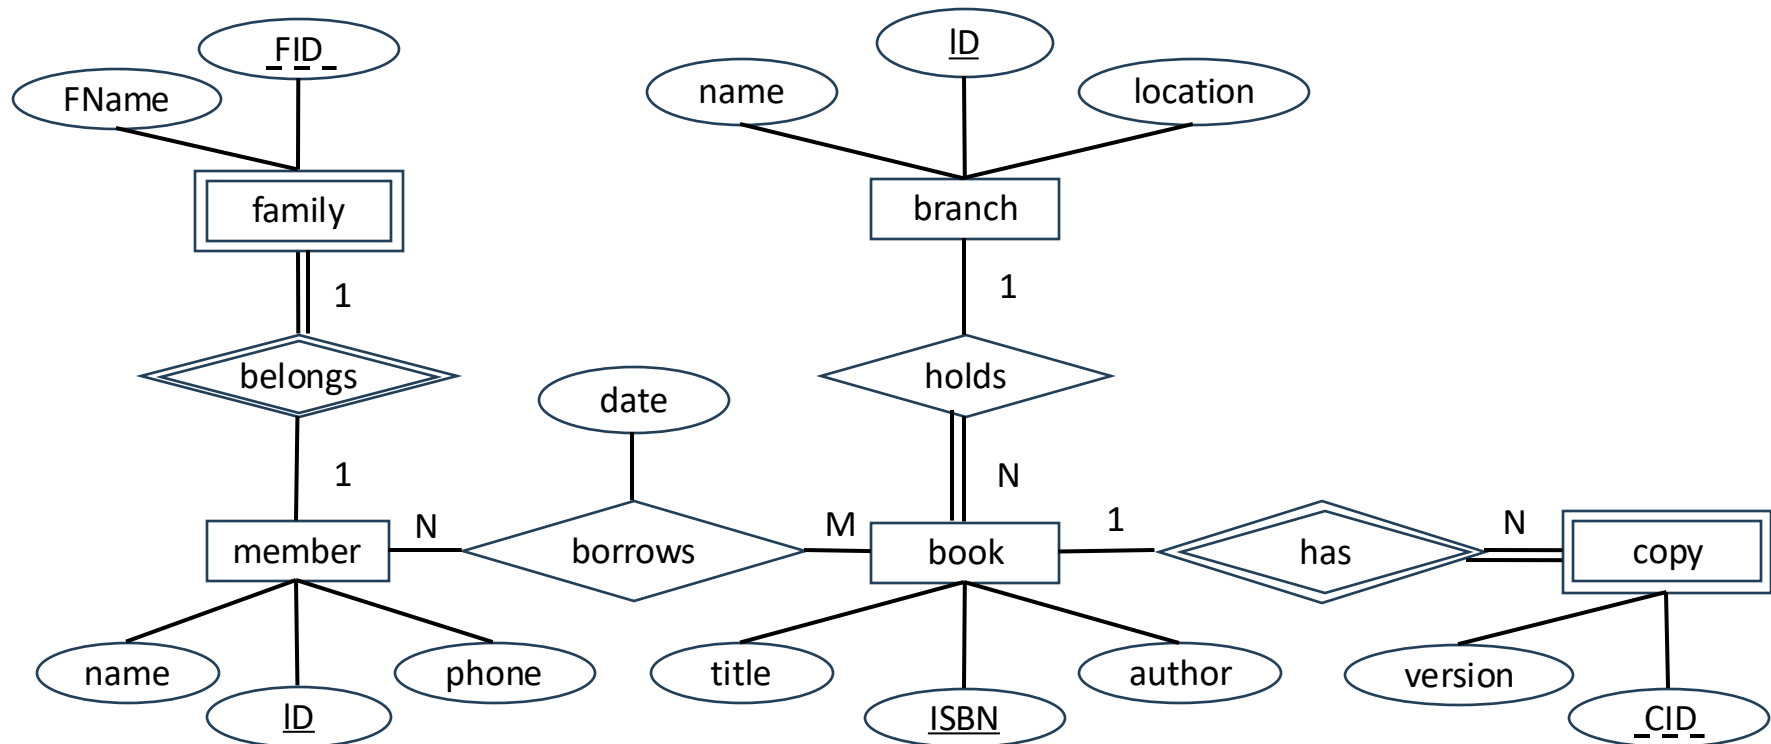 FID
FName
family
1
belongs
1
member
name
ID
phone
N
date
borrows
M
ID
name
location
branch
1
holds
N
book
title
ISBN
author
1
has
N
copy
version
CID